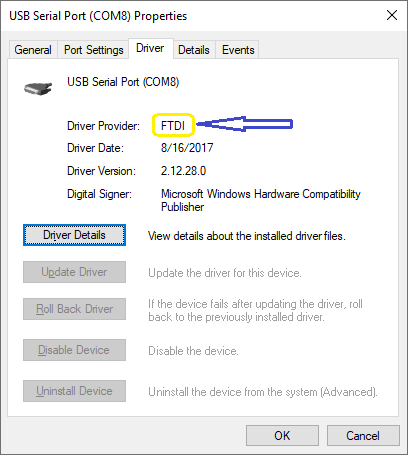 USB Serial Port (COM8) Properties
General Port Settings Driver Details Events
USB Serial Port (COM8)
Driver Provider: FTDI
Driver Date: 8/16/2017
Driver Version: 2.12.28.0
Digital Signer: Microsoft Windows Hardware Compatibility
Publisher
Driver Details View details about the installed driver files.
Update Driver Update the driver for this device.
Roll Back Driver If the device fails after updating the driver, roll
back to the previously installed driver.
Disable Device Disable the device.
Uninstall Device Uninstall the device from the system (Advanced).
OK Cancel